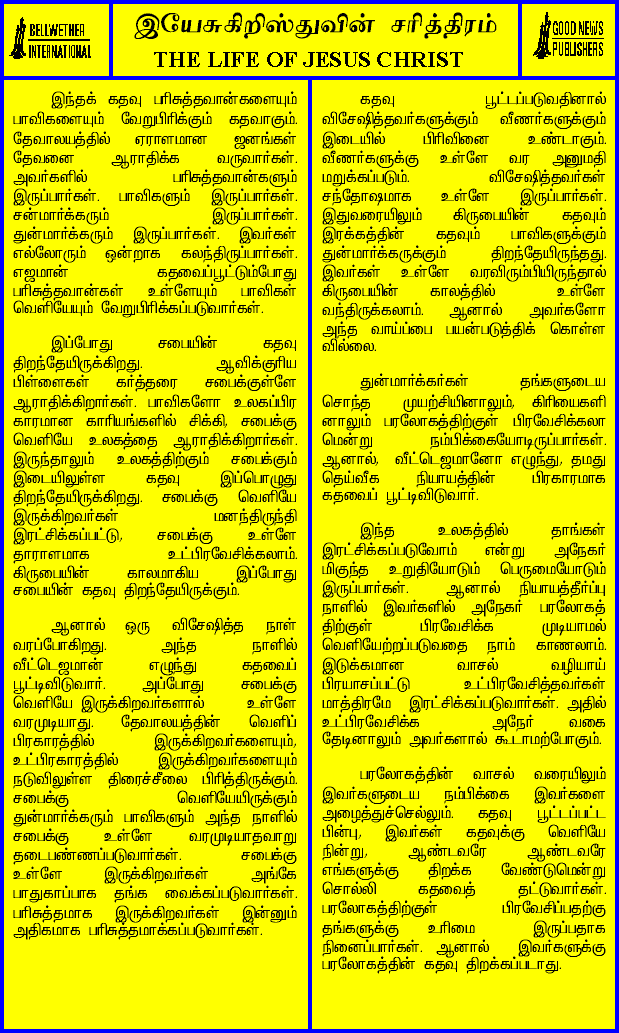 BELLWETHER
INTERNATIONAL
இயேசுகிறிஸ்துவின் சரித்திரம்
THE LIFE OF JESUS CHRIST
GOOD NEWS
PUBLISHERS
இந்தக் கதவு பரிசுத்தவான்களையும்
பாவிகளையும் வேறுபிரிக்கும் கதவாகும்.
தேவாலயத்தில் ஏராளமான ஜனங்கள்
தேவனை ஆராதிக்க வருவார்கள்.
அவர்களில் பரிசுத்தவான்களும்
இருப்பார்கள். பாவிகளும் இருப்பார்கள்.
சன்மார்க்கரும் இருப்பார்கள்.
துன்மார்க்கரும் இருப்பார்கள். இவர்கள்
எல்லோரும் ஒன்றாக கலந்திருப்பார்கள்.
எஜமான் கதவைப்பூட்டும்போது
பரிசுத்தவான்கள் உள்ளேயும் பாவிகள்
வெளியேயும் வேறுபிரிக்கப்படுவார்கள்.
இப்போது சபையின் கதவு
திறந்தேயிருக்கிறது. ஆவிக்குரிய
பிள்ளைகள் கர்த்தரை சபைக்குள்ளே
ஆராதிக்கிறார்கள். பாவிகளோ உலகப்பிர
காரமான காரியங்களில் சிக்கி, சபைக்கு
வெளியே உலகத்தை ஆராதிக்கிறார்கள்.
இருந்தாலும் உலகத்திற்கும் சபைக்கும்
இடையிலுள்ள கதவு இப்பொழுது
திறந்தேயிருக்கிறது. சபைக்கு வெளியே
இருக்கிறவர்கள் மனந்திருந்தி
இரட்சிக்கப்பட்டு, சபைக்கு உள்ளே
தாராளமாக உட்பிரவேசிக்கலாம்.
கிருபையின் காலமாகிய இப்போது
சபையின் கதவு திறந்தேயிருக்கும்.
ஆனால் ஒரு விசேஷித்த நாள்
வரப்போகிறது. அந்த நாளில்
வீட்டெஜமான் எழுந்து கதவைப்
பூட்டிவிடுவார். அப்போது சபைக்கு
வெளியே இருக்கிறவர்களால் உள்ளே
வரமுடியாது. தேவாலயத்தின் வெளிப்
பிரகாரத்தில் இருக்கிறவர்களையும்,
உட்பிரகாரத்தில் இருக்கிறவர்களையும்
நடுவிலுள்ள திரைச்சீலை பிரித்திருக்கும்.
சபைக்கு வெளியேயிருக்கும்
துன்மார்க்கரும் பாவிகளும் அந்த நாளில்
சபைக்கு உள்ளே வரமுடியாதவாறு
தடைபண்ணப்படுவார்கள். சபைக்கு
உள்ளே இருக்கிறவர்கள் அங்கே
பாதுகாப்பாக தங்க வைக்கப்படுவார்கள்.
பரிசுத்தமாக இருக்கிறவர்கள் இன்னும்
அதிகமாக பரிசுத்தமாக்கப்படுவார்கள்.
கதவு பூட்டப்படுவதினால்
விசேஷித்தவர்களுக்கும் வீணர்களுக்கும்
இடையில் பிரிவினை உண்டாகும்.
வீணர்களுக்கு உள்ளே வர அனுமதி
மறுக்கப்படும். விசேஷித்தவர்கள்
சந்தோஷமாக உள்ளே இருப்பார்கள்.
இதுவரையிலும் கிருபையின் கதவும்
இரக்கத்தின் கதவும் பாவிகளுக்கும்
துன்மார்க்கருக்கும் திறந்தேயிருந்தது.
இவர்கள் உள்ளே வரவிரும்பியிருந்தால்
கிருபையின் காலத்தில் உள்ளே
வந்திருக்கலாம். ஆனால் அவர்களோ
அந்த வாய்ப்பை பயன்படுத்திக் கொள்ள
வில்லை.
துன்மார்க்கர்கள் தங்களுடைய
சொந்த முயற்சியினாலும், கிரியைகளி
னாலும் பரலோகத்திற்குள் பிரவேசிக்கலா
மென்று நம்பிக்கையோடிருப்பார்கள்.
ஆனால், வீட்டெஜமானோ எழுந்து, தமது
தெய்வீக நியாயத்தின் பிரகாரமாக
கதவைப் பூட்டிவிடுவார்.
இந்த உலகத்தில் தாங்கள்
இரட்சிக்கப்படுவோம் என்று அநேகர்
மிகுந்த உறுதியோடும் பெருமையோடும்
இருப்பார்கள். ஆனால் நியாயத்தீர்ப்பு
நாளில் இவர்களில் அநேகர் பரலோகத்
திற்குள் பிரவேசிக்க முடியாமல்
வெளியேற்றப்படுவதை நாம் காணலாம்.
இடுக்கமான வாசல் வழியாய்
பிரயாசப்பட்டு உட்பிரவேசித்தவர்கள்
மாத்திரமே இரட்சிக்கப்படுவார்கள். அதில்
உட்பிரவேசிக்க அநேர் வகை
தேடினாலும் அவர்களால் கூடாமற்போகும்.
பரலோகத்தின் வாசல் வரையிலும்
இவர்களுடைய நம்பிக்கை இவர்களை
அழைத்துச்செல்லும். கதவு பூட்டப்பட்ட
பின்பு, இவர்கள் கதவுக்கு வெளியே
நின்று, ஆண்டவரே ஆண்டவரே
எங்களுக்கு திறக்க வேண்டுமென்று
சொல்லி கதவைத் தட்டுவார்கள்.
பரலோகத்திற்குள் பிரவேசிப்பதற்கு
தங்களுக்கு உரிமை இருப்பதாக
நினைப்பார்கள். ஆனால் இவர்களுக்கு
பரலோகத்தின் கதவு திறக்கப்படாது.